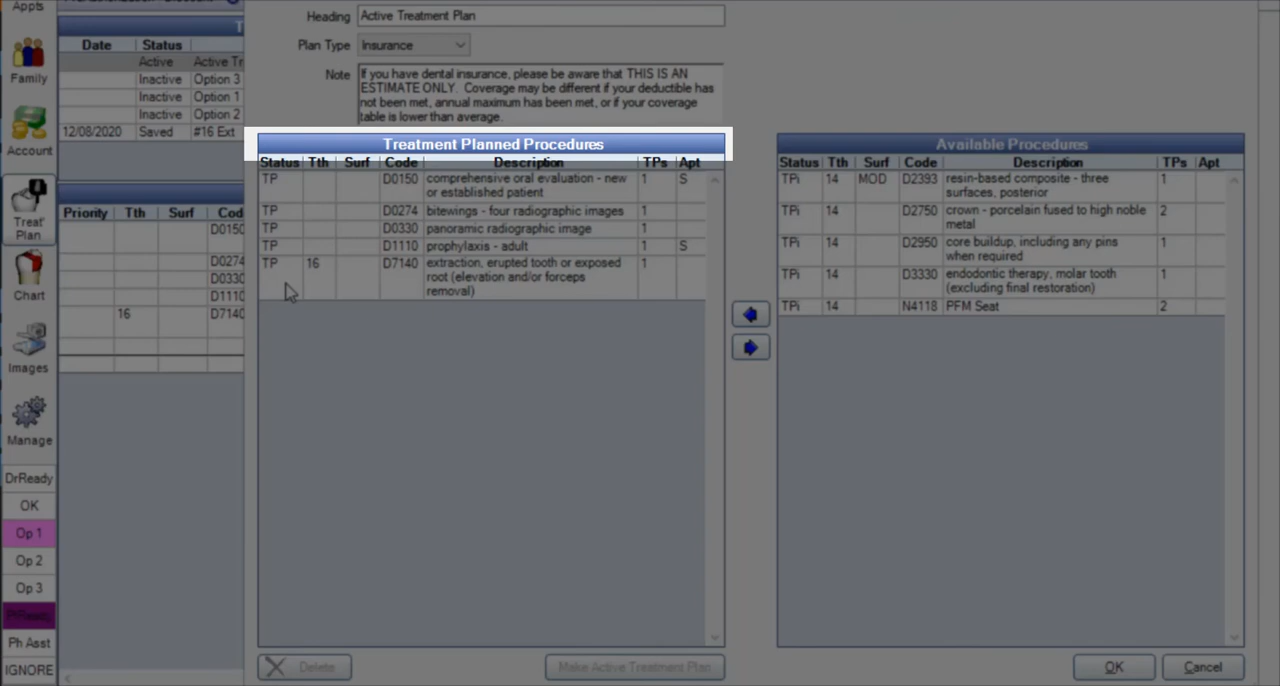 Appts
Family
Account
Treat'
Plan
Chart
Images
Manage
DrReady
OK
Op 1
Op 2
Op 3
PtReady
Ph Asst
IGNORE
Date Status
Active Active Tr
Inactive Option 3
Inactive Option 1
Inactive Option 2
12/08/2020 Saved #16 Ext
Priority Tth Surf Cod
D0150
D0274
D0330
D1110
16 D7140
Heading Active Treatment Plan
Plan Type Insurance
Note If you have dental insurance, please be aware that THIS IS AN
ESTIMATE ONLY. Coverage may be different if your deductible has
not been met, annual maximum has been met, or if your coverage
table is lower than average.
Treatment Planned Procedures
Status Tth Surf Code Description TPs Apt
TP D0150 comprehensive oral evaluation - new 1 S
or established patient
TP D0274 bitewings - four radiographic images 1
TP D0330 panoramic radiographic image 1
TP D1110 prophylaxis - adult 1 S
TP 16 D7140 extraction, erupted tooth or exposed 1
root (elevation and/or forceps
removal)
Delete Make Active Treatment Plan
Available Procedures
Status Tth Surf Code Description TPs Apt
TPi 14 MOD D2393 resin-based composite - three 1
surfaces, posterior
TPi 14 D2750 crown - porcelain fused to high noble 2
metal
TPi 14 D2950 core buildup, including any pins 1
when required
TPi 14 D3330 endodontic therapy, molar tooth 1
(excluding final restoration)
TPi 14 N4118 PFM Seat 2
OK Cancel